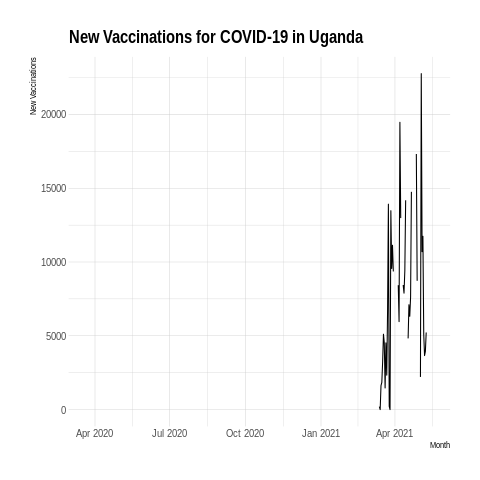 New Vaccinations for COVID-19 in Uganda
New Vaccinations
20000
15000
10000
5000
0
Apr 2020 Jul 2020 Oct 2020 Jan 2021 Apr 2021
Month